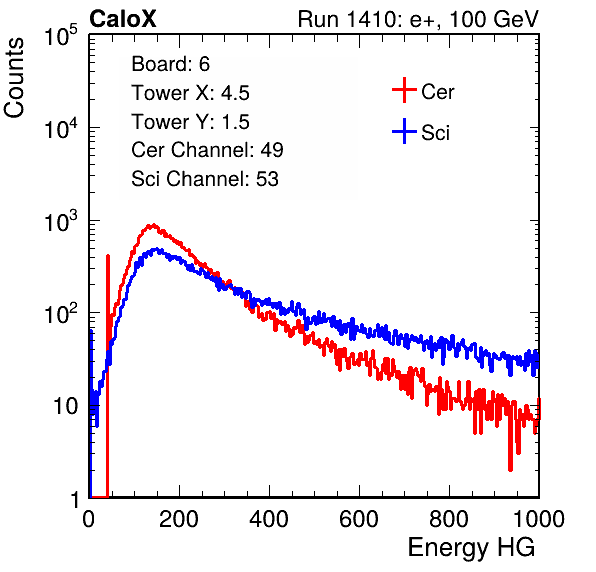 CaloX Run 1410: e+, 100 GeV
Board: 6
Tower X: 4.5
Tower Y: 1.5
Cer Channel: 49
Sci Channel: 53
Cer
Sci
Counts
10^5
10^4
10^3
10^2
10
1
0 200 400 600 800 1000
Energy HG